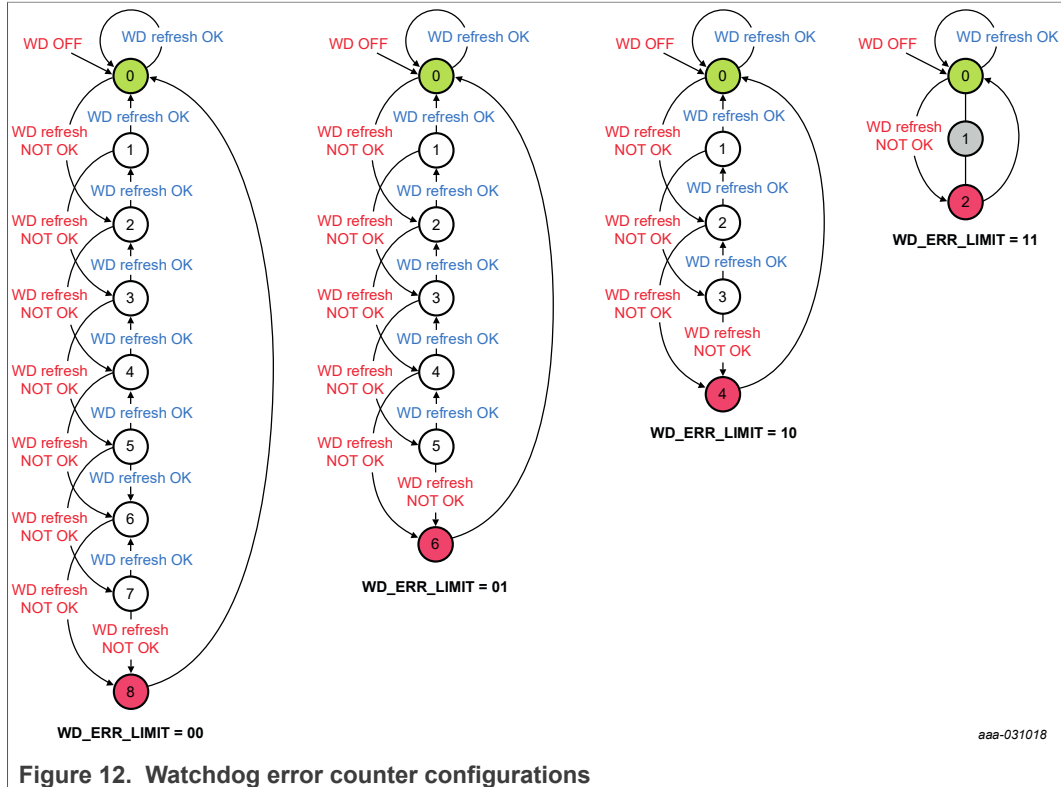 WD refresh OK
WD OFF
0
WD refresh OK
1
WD refresh
NOT OK
WD refresh OK
2
WD refresh
NOT OK
WD refresh OK
3
WD refresh
NOT OK
WD refresh OK
4
WD refresh
NOT OK
WD refresh OK
5
WD refresh
NOT OK
WD refresh OK
6
WD refresh
NOT OK
WD refresh OK
7
WD refresh
NOT OK
WD refresh
NOT OK
8
WD_ERR_LIMIT = 00
WD refresh OK
WD OFF
0
WD refresh OK
1
WD refresh
NOT OK
WD refresh OK
2
WD refresh
NOT OK
WD refresh OK
3
WD refresh
NOT OK
WD refresh OK
4
WD refresh
NOT OK
WD refresh OK
5
WD refresh
NOT OK
WD refresh
NOT OK
6
WD_ERR_LIMIT = 01
WD refresh OK
WD OFF
0
WD refresh OK
1
WD refresh
NOT OK
WD refresh OK
2
WD refresh
NOT OK
WD refresh OK
3
WD refresh
NOT OK
WD refresh
NOT OK
4
WD_ERR_LIMIT = 10
WD refresh OK
WD OFF
0
WD refresh
NOT OK
1
2
WD_ERR_LIMIT = 11
aaa-031018
Figure 12. Watchdog error counter configurations